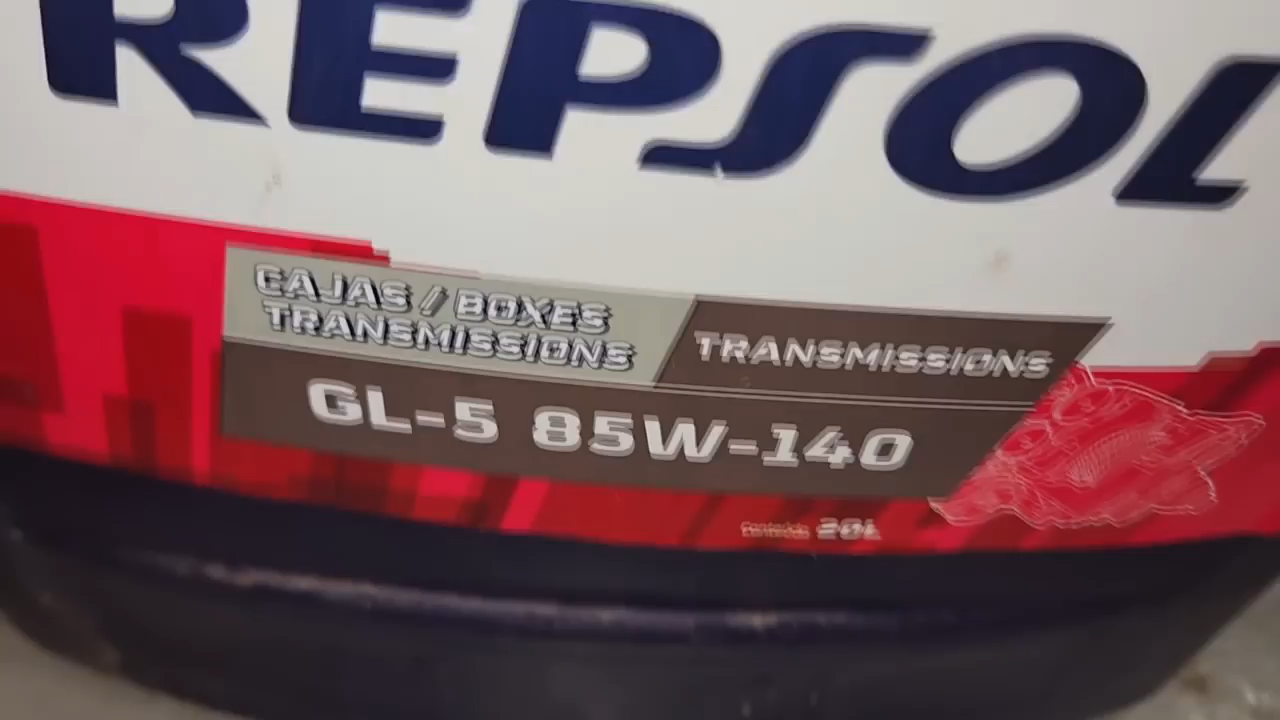 REPSOL
CAJAS / BOXES
TRANSMISSIONS
TRANSMISSIONS
GL-5 85W-140
20L